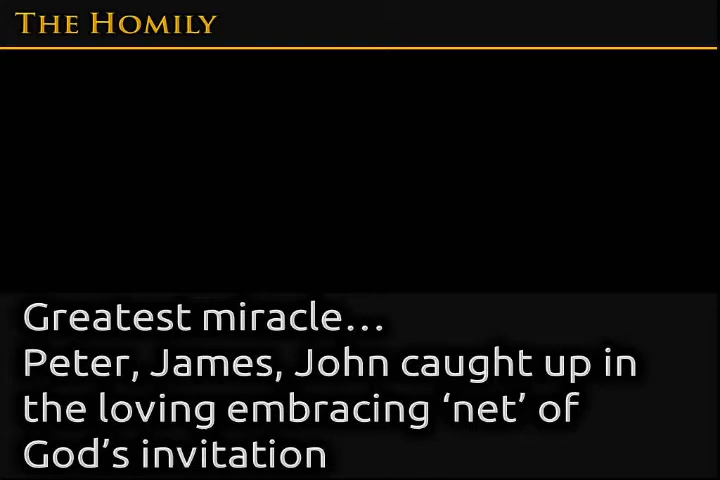 The Homily
Greatest miracle...
Peter, James, John caught up in
the loving embracing ‘net’ of
God’s invitation